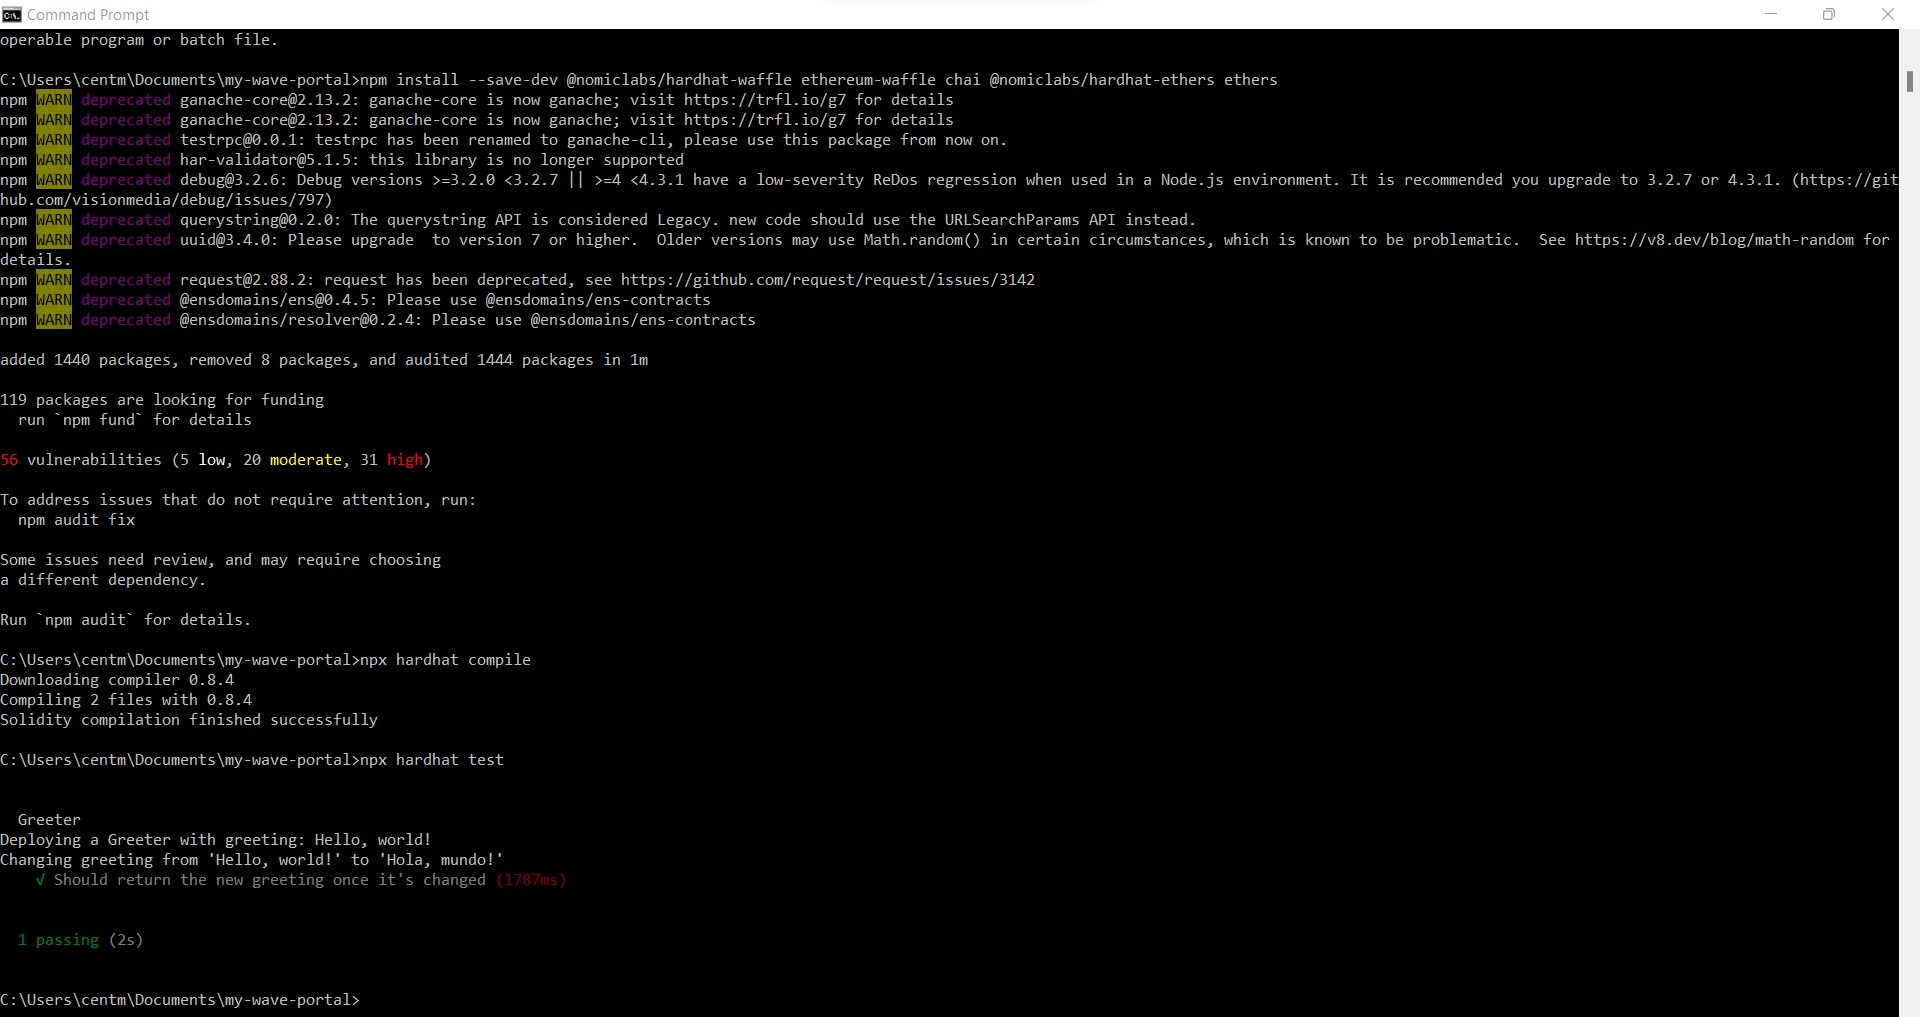 Command Prompt
operable program or batch file.
C:\Users\centm\Documents\my-wave-portal>npm install --save-dev @nomiclabs/hardhat-waffle ethereum-waffle chai @nomiclabs/hardhat-ethers ethers
npm WARN deprecated ganache-core@2.13.2: ganache-core is now ganache; visit https://trfl.io/g7 for details
npm WARN deprecated ganache-core@2.13.2: ganache-core is now ganache; visit https://trfl.io/g7 for details
npm WARN deprecated testrpc@0.0.1: testrpc has been renamed to ganache-cli, please use this package from now on.
npm WARN deprecated har-validator@5.1.5: this library is no longer supported
npm WARN deprecated debug@3.2.6: Debug versions >=3.2.0 <3.2.7 || >=4 <4.3.1 have a low-severity ReDos regression when used in a Node.js environment. It is recommended you upgrade to 3.2.7 or 4.3.1. (https://git
hub.com/visionmedia/debug/issues/797)
npm WARN deprecated querystring@0.2.0: The querystring API is considered Legacy. new code should use the URLSearchParams API instead.
npm WARN deprecated uuid@3.4.0: Please upgrade  to version 7 or higher.  Older versions may use Math.random() in certain circumstances, which is known to be problematic.  See https://v8.dev/blog/math-random for
details.
npm WARN deprecated request@2.88.2: request has been deprecated, see https://github.com/request/request/issues/3142
npm WARN deprecated @ensdomains/ens@0.4.5: Please use @ensdomains/ens-contracts
npm WARN deprecated @ensdomains/resolver@0.2.4: Please use @ensdomains/ens-contracts
added 1440 packages, removed 8 packages, and audited 1444 packages in 1m
119 packages are looking for funding
  run `npm fund` for details
56 vulnerabilities (5 low, 20 moderate, 31 high)
To address issues that do not require attention, run:
  npm audit fix
Some issues need review, and may require choosing
a different dependency.
Run `npm audit` for details.
C:\Users\centm\Documents\my-wave-portal>npx hardhat compile
Downloading compiler 0.8.4
Compiling 2 files with 0.8.4
Solidity compilation finished successfully
C:\Users\centm\Documents\my-wave-portal>npx hardhat test
  Greeter
Deploying a Greeter with greeting: Hello, world!
Changing greeting from 'Hello, world!' to 'Hola, mundo!'
    √ Should return the new greeting once it's changed (1787ms)
  1 passing (2s)
C:\Users\centm\Documents\my-wave-portal>